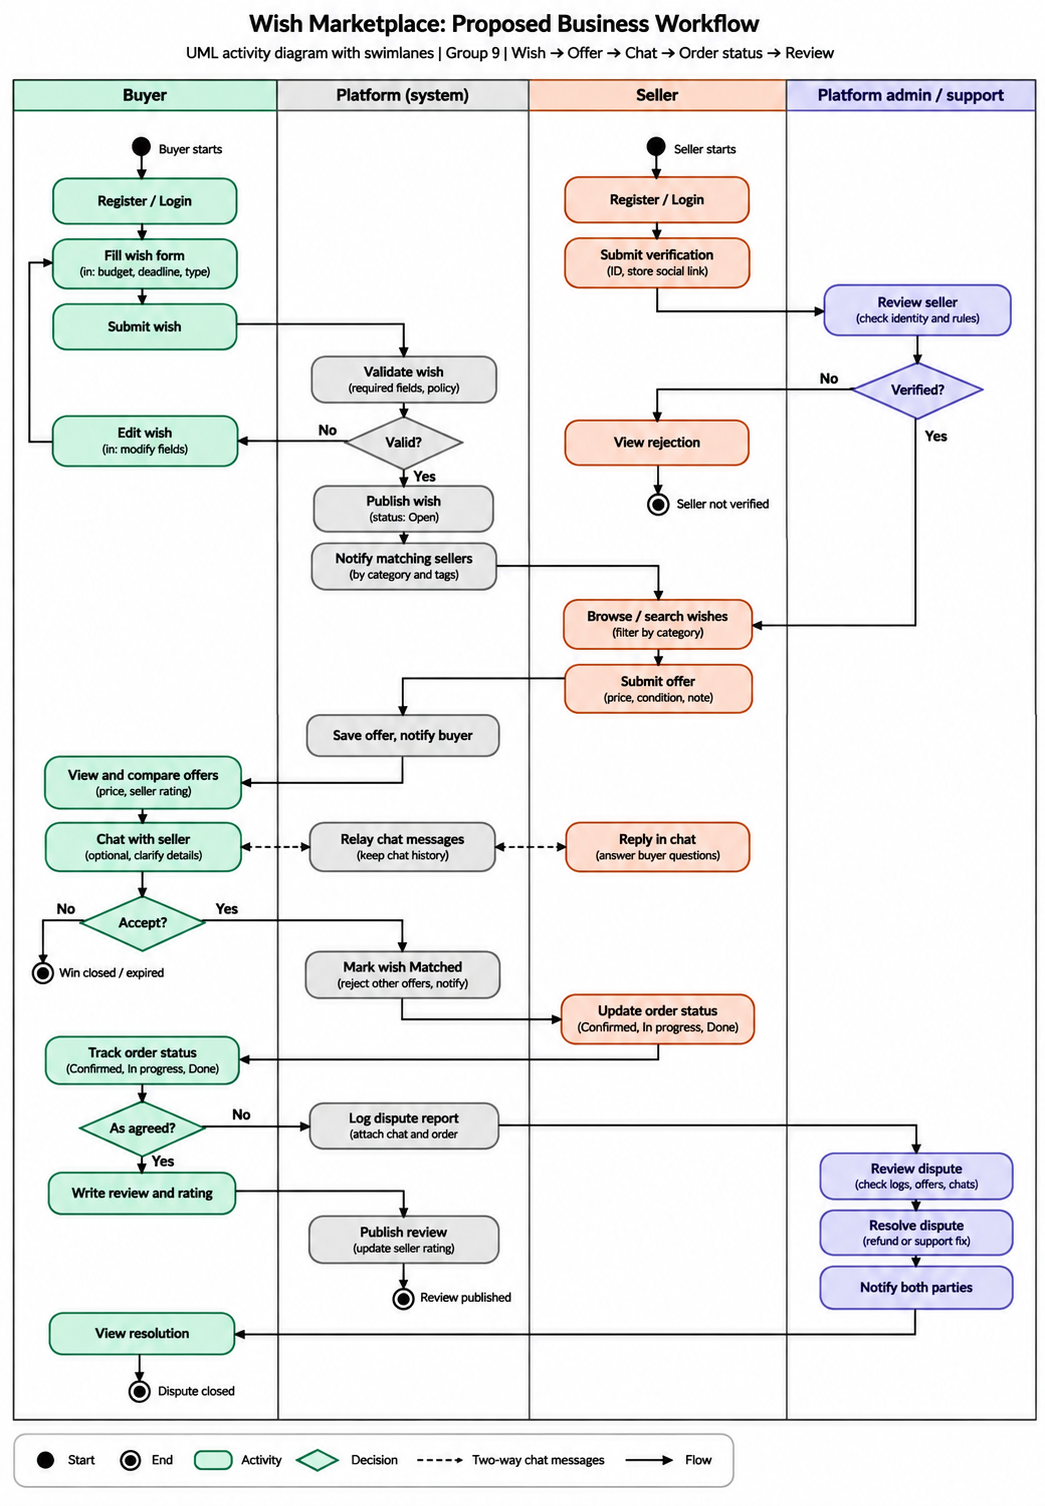 Wish Marketplace: Proposed Business Workflow
UML activity diagram with swimlanes | Group 9 | Wish → Offer → Chat → Order status → Review
Buyer
Platform (system)
Seller
Platform admin / support
Buyer starts
Seller starts
Register / Login
Register / Login
Fill wish form
(in: budget, deadline, type)
Submit verification
(ID, store social link)
Submit wish
Review seller
(check identity and rules)
Validate wish
(required fields, policy)
No
Verified?
Yes
Edit wish
(in: modify fields)
No
Valid?
Yes
View rejection
Publish wish
(status: Open)
Seller not verified
Notify matching sellers
(by category and tags)
Browse / search wishes
(filter by category)
Submit offer
(price, condition, note)
Save offer, notify buyer
View and compare offers
(price, seller rating)
Chat with seller
(optional, clarify details)
Relay chat messages
(keep chat history)
Reply in chat
(answer buyer questions)
No
Accept?
Yes
Win closed / expired
Mark wish Matched
(reject other offers, notify)
Update order status
(Confirmed, In progress, Done)
Track order status
(Confirmed, In progress, Done)
As agreed?
No
Yes
Log dispute report
(attach chat and order
Review dispute
(check logs, offers, chats)
Write review and rating
Publish review
(update seller rating)
Resolve dispute
(refund or support fix)
Review published
Notify both parties
View resolution
Dispute closed
Start
End
Activity
Decision
Two-way chat messages
Flow